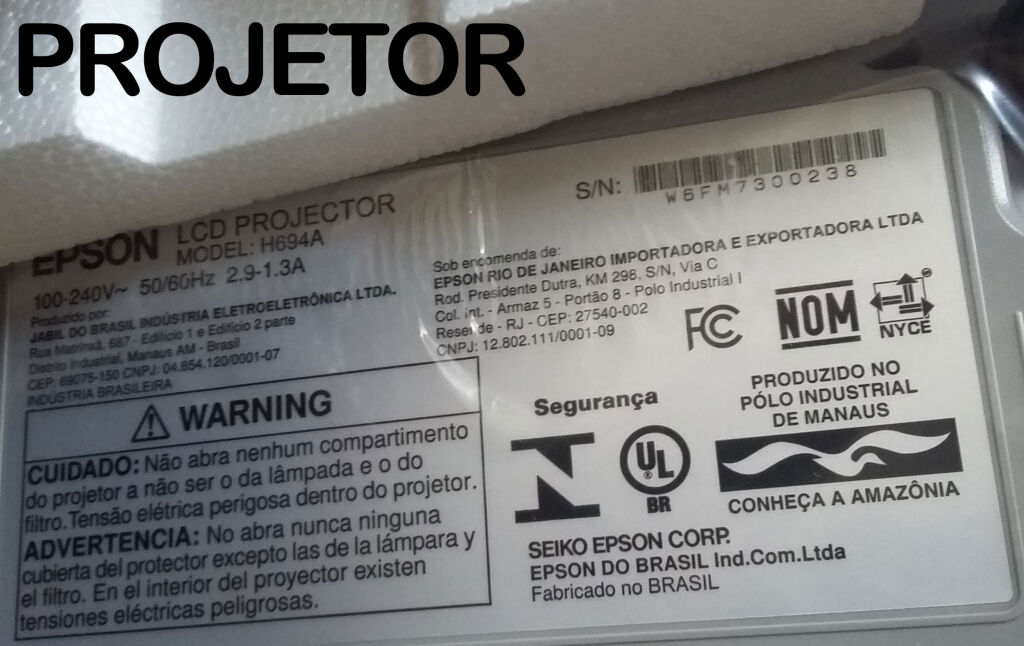 PROJETOR
EPSON LCD PROJECTOR
MODEL: H694A
100-240V~ 50/60Hz 2.9-1.3A
Produzido por:
JABIL DO BRASIL INDÚSTRIA ELETROELETRÔNICA LTDA.
Rua Matrinxã, 687 - Edifício 1 e Edifício 2 parte
Distrito Industrial, Manaus AM - Brasil
CEP: 69075-150 CNPJ: 04.854.120/0001-07
INDÚSTRIA BRASILEIRA
S/N:
W6FM7300238
Sob encomenda de:
EPSON RIO DE JANEIRO IMPORTADORA E EXPORTADORA LTDA
Rod. Presidente Dutra, KM 298, S/N, Via C
Col. int. - Armaz 5 - Portão 8 - Polo Industrial I
Resende - RJ - CEP: 27540-002
CNPJ: 12.802.111/0001-09
FC
NOM
NYCE
WARNING
CUIDADO: Não abra nenhum compartimento
do projetor a não ser o da lâmpada e o do
filtro. Tensão elétrica perigosa dentro do projetor.
ADVERTENCIA: No abra nunca ninguna
cubierta del protector excepto las de la lámpara y
el filtro. En el interior del proyector existen
tensiones eléctricas peligrosas.
Segurança
UL
BR
PRODUZIDO NO
PÓLO INDUSTRIAL
DE MANAUS
CONHEÇA A AMAZÔNIA
SEIKO EPSON CORP.
EPSON DO BRASIL Ind.Com.Ltda
Fabricado no BRASIL